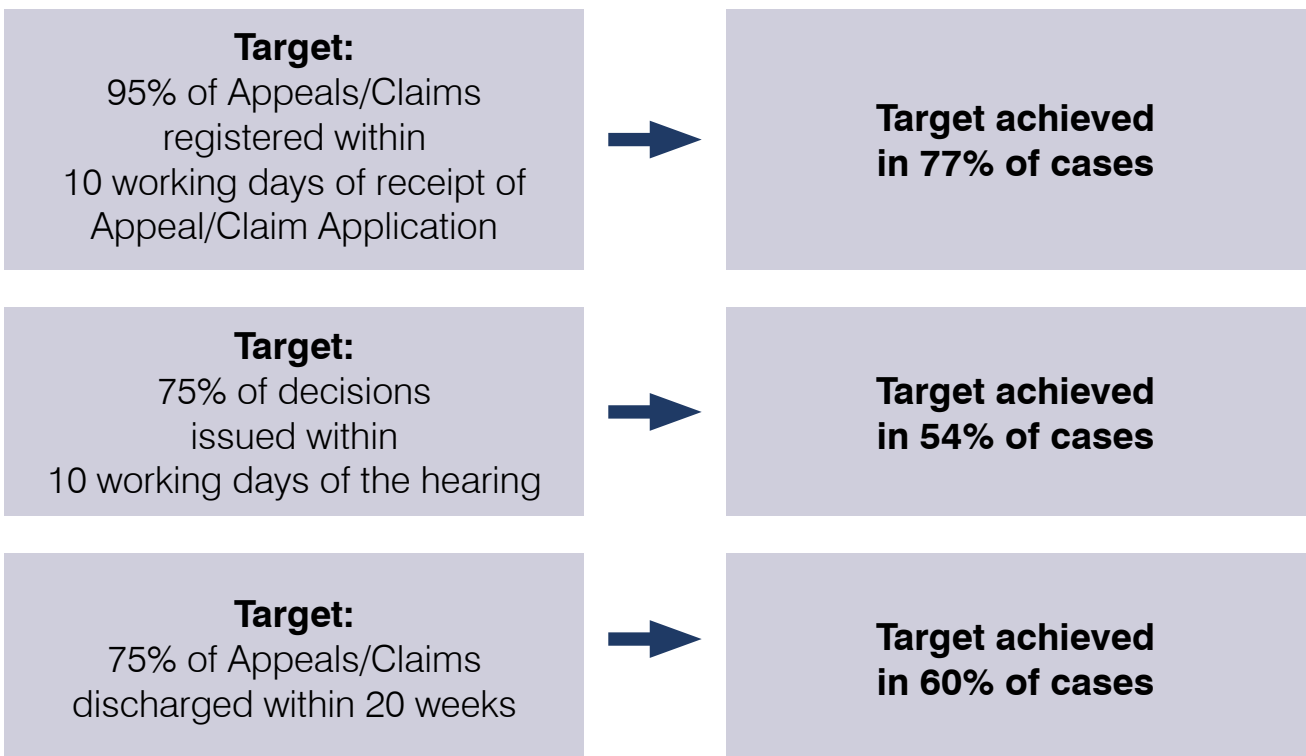 Target:
95% of Appeals/Claims
registered within
10 working days of receipt of
Appeal/Claim Application
Target achieved
in 77% of cases
Target:
75% of decisions
issued within
10 working days of the hearing
Target achieved
in 54% of cases
Target:
75% of Appeals/Claims
discharged within 20 weeks
Target achieved
in 60% of cases